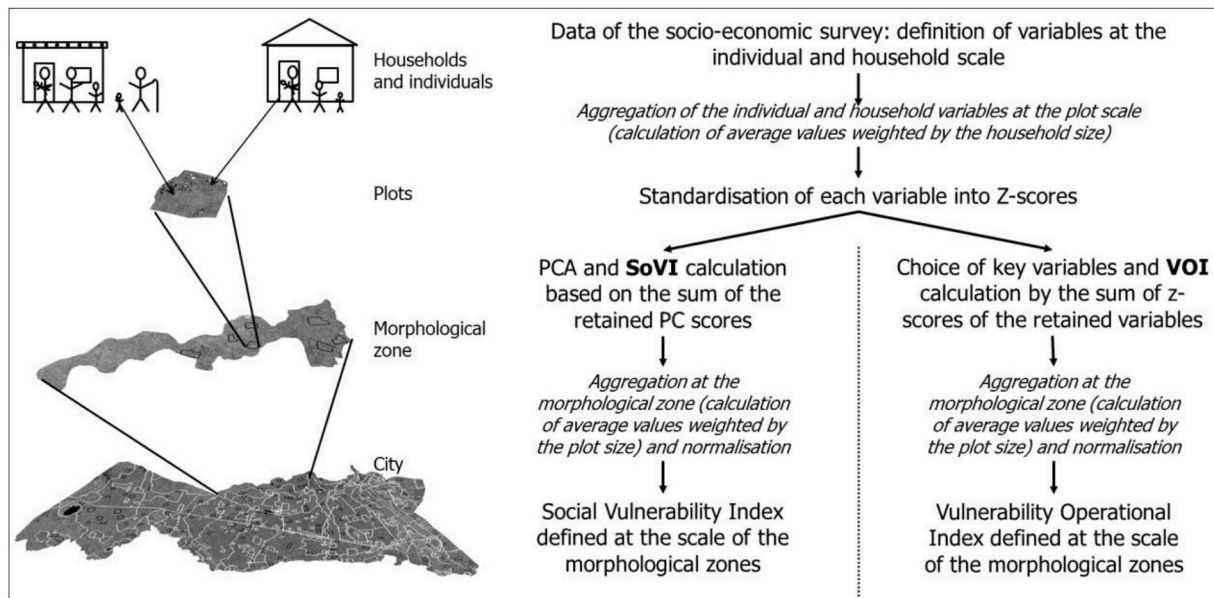 Households
and individuals
Plots
Morphological
zone
City
Data of the socio-economic survey: definition of variables at the
individual and household scale
Aggregation of the individual and household variables at the plot scale
(calculation of average values weighted by the household size)
Standardisation of each variable into Z-scores
PCA and SoVI calculation
based on the sum of the
retained PC scores
Aggregation at the
morphological zone (calculation
of average values weighted by
the plot size) and normalisation
Social Vulnerability Index
defined at the scale of the
morphological zones
Choice of key variables and VOI
calculation by the sum of z-
scores of the retained variables
Aggregation at the
morphological zone (calculation
of average values weighted by
the plot size) and normalisation
Vulnerability Operational
Index defined at the scale
of the morphological zones